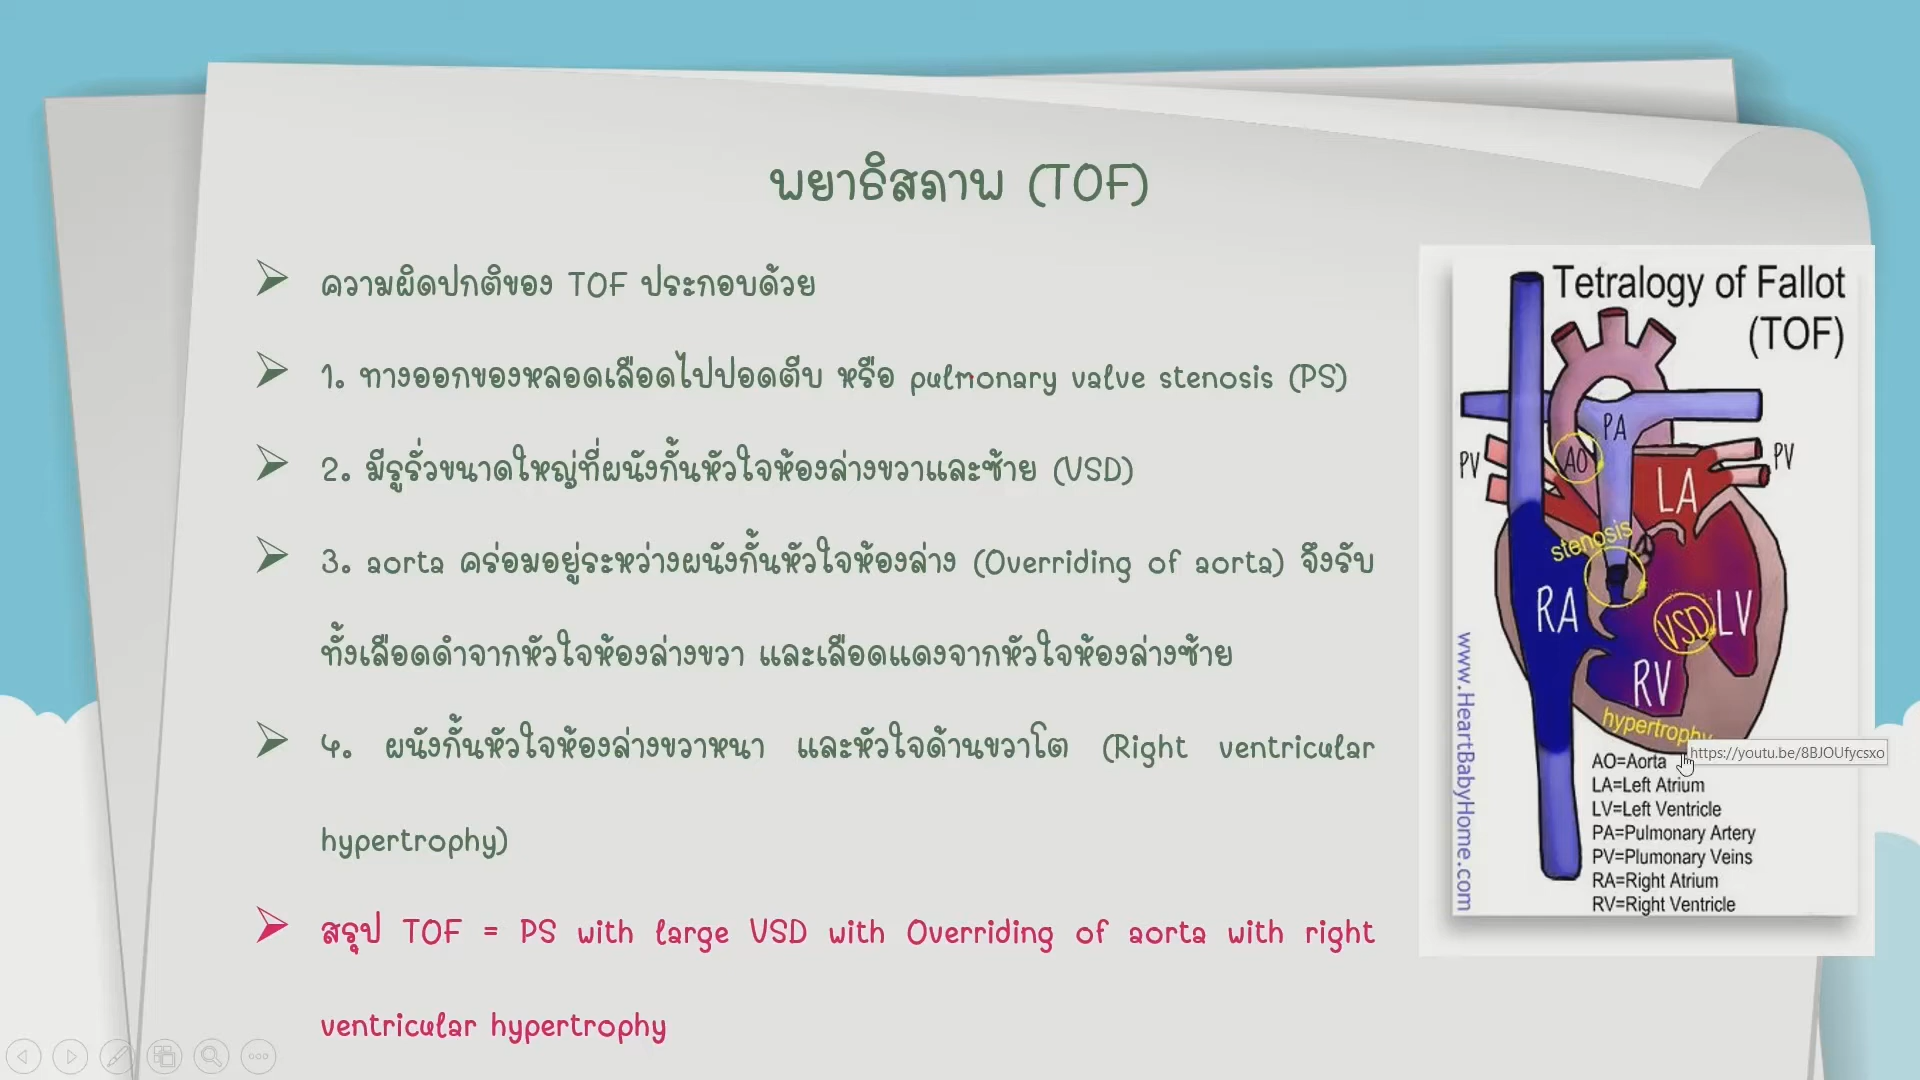 พยาธิสภาพ (TOF)
ความผิดปกติของ TOF ประกอบด้วย
1. ทางออกของหลอดเลือดไปปอดตีบ หรือ pulmonary valve stenosis (PS)
2. มีรูรั่วขนาดใหญ่ที่ผนังกั้นหัวใจห้องล่างขวาและซ้าย (VSD)
3. aorta คร่อมอยู่ระหว่างผนังกั้นหัวใจห้องล่าง (Overriding of aorta) จึงรับ
ทั้งเลือดดำจากหัวใจห้องล่างขวา และเลือดแดงจากหัวใจห้องล่างซ้าย
4. ผนังกั้นหัวใจห้องล่างขวาหนา และหัวใจด้านขวาโต (Right ventricular
hypertrophy)
สรุป TOF = PS with large VSD with Overriding of aorta with right
ventricular hypertrophy
Tetralogy of Fallot
(TOF)
PA
PV
AO
PV
LA
stenosis
RA
VSD
LV
RV
hypertrophy
www.HeartBabyHome.com
https://youtu.be/8BJOUfycsxo
AO=Aorta
LA=Left Atrium
LV=Left Ventricle
PA=Pulmonary Artery
PV=Plumonary Veins
RA=Right Atrium
RV=Right Ventricle